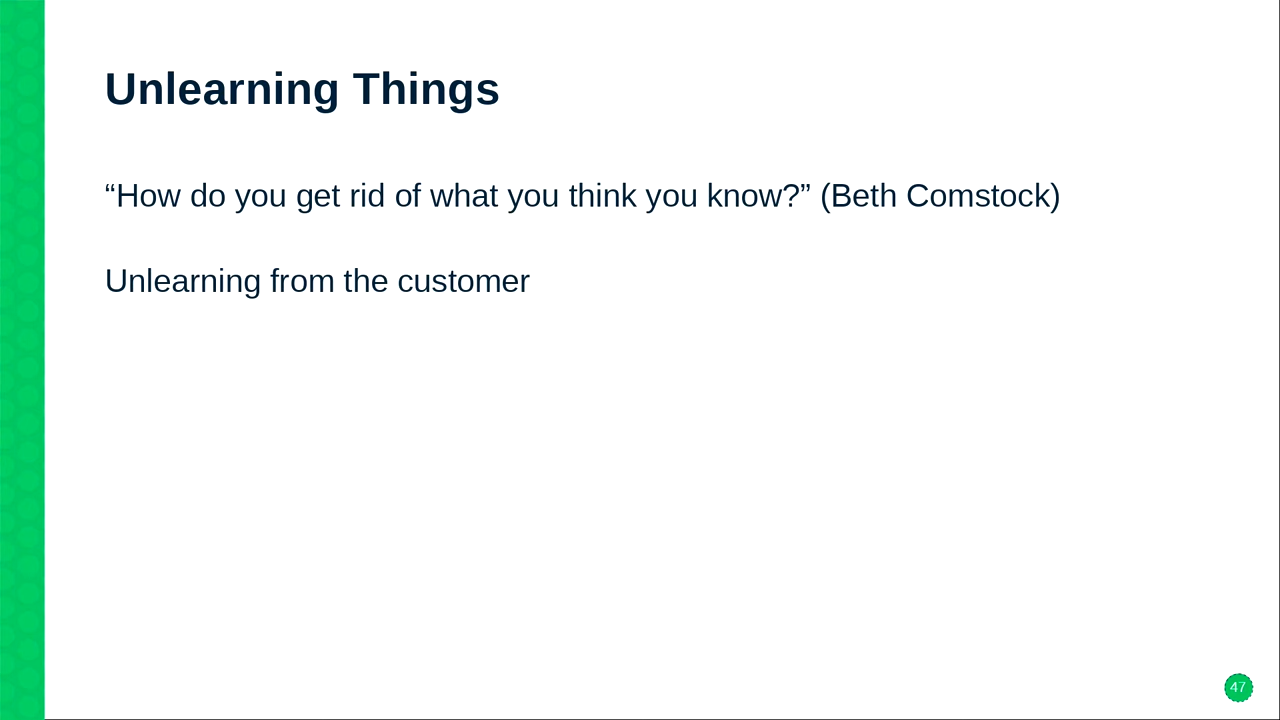 Unlearning Things
“How do you get rid of what you think you know?” (Beth Comstock)
Unlearning from the customer
47